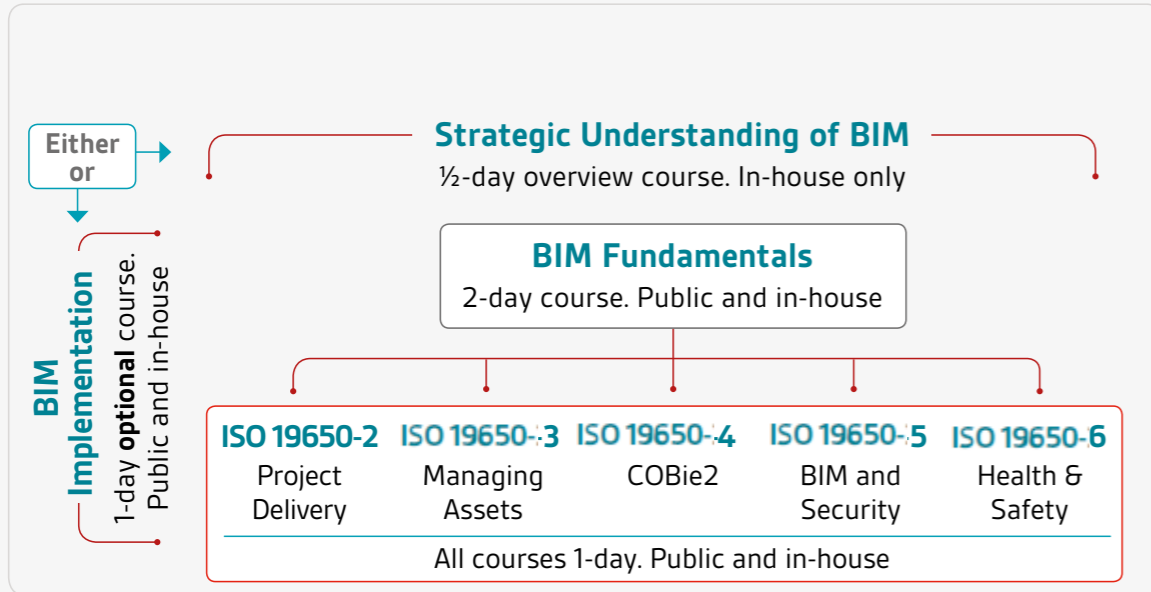 Either
or
Strategic Understanding of BIM
½-day overview course. In-house only
BIM Fundamentals
2-day course. Public and in-house
BIM
Implementation
1-day optional course.
Public and in-house
ISO 19650-2
Project
Delivery
ISO 19650-3
Managing
Assets
ISO 19650-4
COBie2
ISO 19650-5
BIM and
Security
ISO 19650-6
Health &
Safety
All courses 1-day. Public and in-house